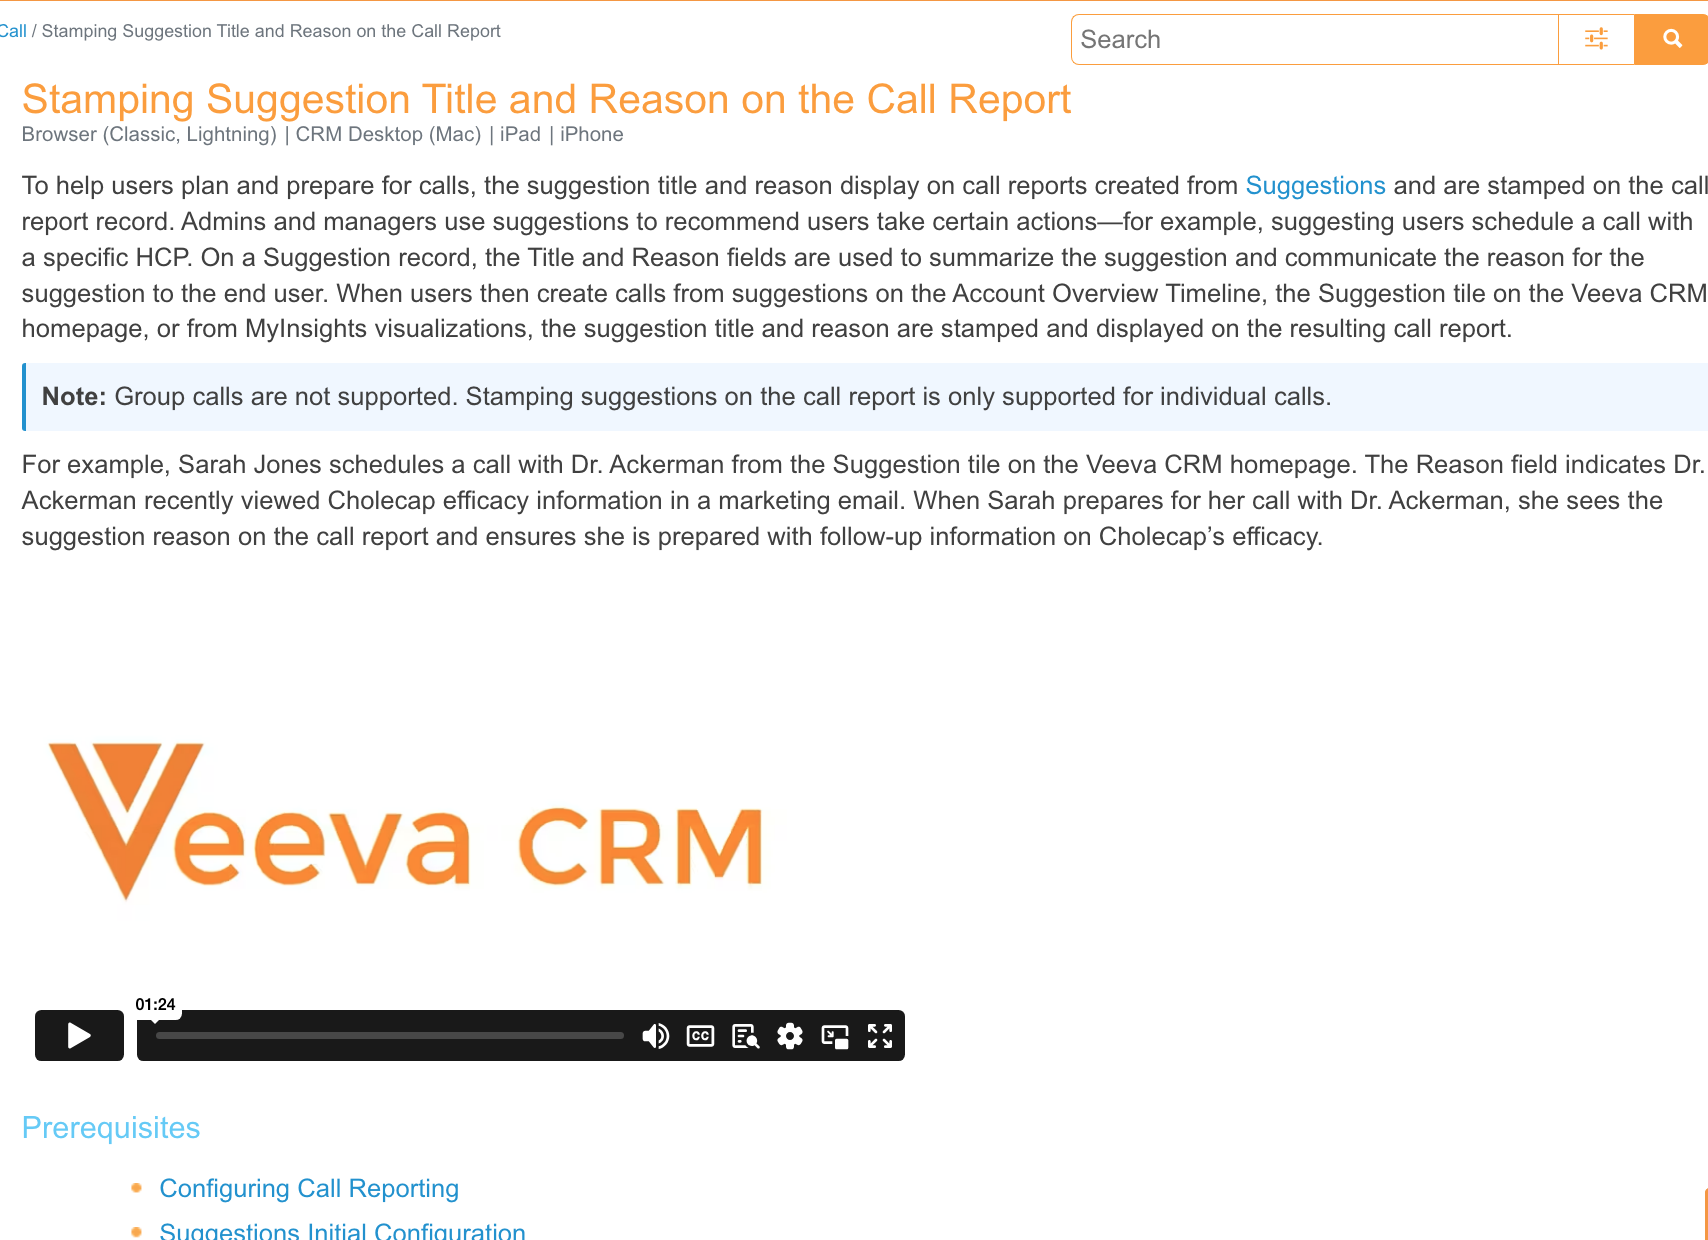 Call / Stamping Suggestion Title and Reason on the Call Report
Search
Stamping Suggestion Title and Reason on the Call Report
Browser (Classic, Lightning) | CRM Desktop (Mac) | iPad | iPhone
To help users plan and prepare for calls, the suggestion title and reason display on call reports created from Suggestions and are stamped on the call
report record. Admins and managers use suggestions to recommend users take certain actions—for example, suggesting users schedule a call with
a specific HCP. On a Suggestion record, the Title and Reason fields are used to summarize the suggestion and communicate the reason for the
suggestion to the end user. When users then create calls from suggestions on the Account Overview Timeline, the Suggestion tile on the Veeva CRM
homepage, or from MyInsights visualizations, the suggestion title and reason are stamped and displayed on the resulting call report.
Note: Group calls are not supported. Stamping suggestions on the call report is only supported for individual calls.
For example, Sarah Jones schedules a call with Dr. Ackerman from the Suggestion tile on the Veeva CRM homepage. The Reason field indicates Dr.
Ackerman recently viewed Cholecap efficacy information in a marketing email. When Sarah prepares for her call with Dr. Ackerman, she sees the
suggestion reason on the call report and ensures she is prepared with follow-up information on Cholecap’s efficacy.
Veeva CRM
01:24
CC
Prerequisites
Configuring Call Reporting
Suggestions Initial Configuration